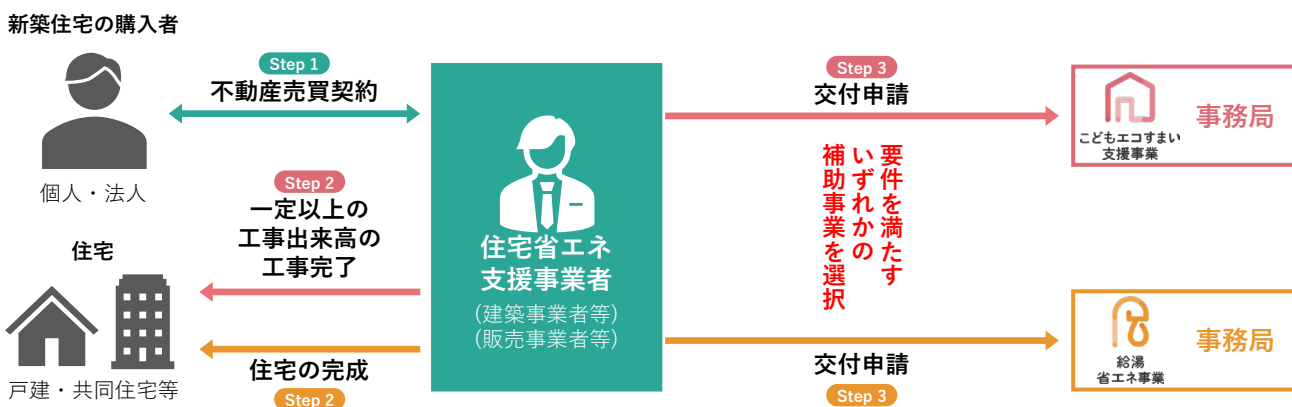 新築住宅の購入者
個人・法人
住宅
戸建・共同住宅等
Step 1
不動産売買契約
Step 2
一定以上の
工事出来高の
工事完了
住宅の完成
Step 2
住宅省エネ
支援事業者
(建築事業者等)
(販売事業者等)
Step 3
交付申請
要件を満たす
いずれかの
補助事業を選択
交付申請
Step 3
こどもエコすまい
支援事業
事務局
給湯
省エネ事業
事務局